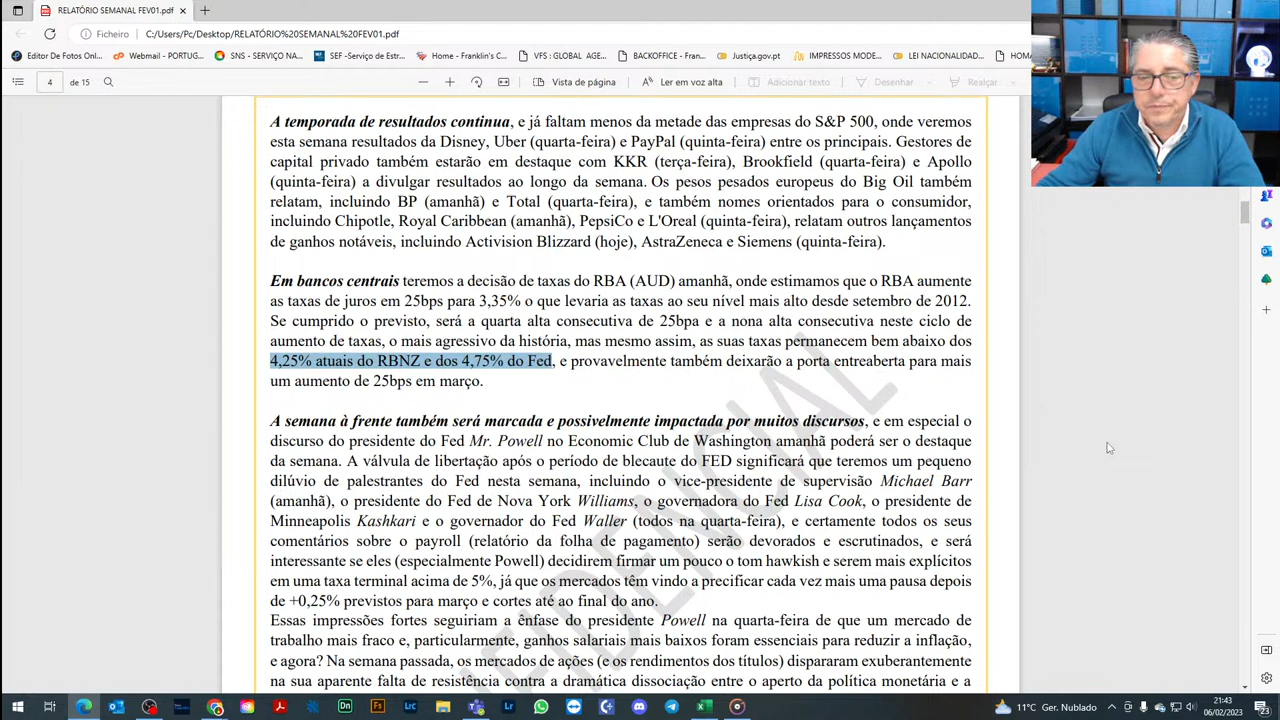 RELATÓRIO SEMANAL FEV01.pdf
Ficheiro
C:/Users/Pc/Desktop/RELATÓRIO%20SEMANAL%20FEV01.pdf
Editor De Fotos Onl...
Webmail - PORTUG...
SNS - SERVIÇO NA...
SEF -Serviço de Estr...
Home - Franklin's C...
VFS : GLOBAL AGE...
BACKOFFICE - Fran...
Justiça.gov.pt
IMPRESSOS MODE...
LEI NACIONALIDAD...
HOMA
4 de 15
Vista de página
Ler em voz alta
Adicionar texto
Desenhar
Realçar
A temporada de resultados continua, e já faltam menos da metade das empresas do S&P 500, onde veremos
esta semana resultados da Disney, Uber (quarta-feira) e PayPal (quinta-feira) entre os principais. Gestores de
capital privado também estarão em destaque com KKR (terça-feira), Brookfield (quarta-feira) e Apollo
(quinta-feira) a divulgar resultados ao longo da semana. Os pesos pesados europeus do Big Oil também
relatam, incluindo BP (amanhã) e Total (quarta-feira), e também nomes orientados para o consumidor,
incluindo Chipotle, Royal Caribbean (amanhã), PepsiCo e L'Oreal (quinta-feira), relatam outros lançamentos
de ganhos notáveis, incluindo Activision Blizzard (hoje), AstraZeneca e Siemens (quinta-feira).
Em bancos centrais teremos a decisão de taxas do RBA (AUD) amanhã, onde estimamos que o RBA aumente
as taxas de juros em 25bps para 3,35% o que levaria as taxas ao seu nível mais alto desde setembro de 2012.
Se cumprido o previsto, será a quarta alta consecutiva de 25bpa e a nona alta consecutiva neste ciclo de
aumento de taxas, o mais agressivo da história, mas mesmo assim, as suas taxas permanecem bem abaixo dos
4,25% atuais do RBNZ e dos 4,75% do Fed, e provavelmente também deixarão a porta entreaberta para mais
um aumento de 25bps em março.
A semana à frente também será marcada e possivelmente impactada por muitos discursos, e em especial o
discurso do presidente do Fed Mr. Powell no Economic Club de Washington amanhã poderá ser o destaque
da semana. A válvula de libertação após o período de blecaute do FED significará que teremos um pequeno
dilúvio de palestrantes do Fed nesta semana, incluindo o vice-presidente de supervisão Michael Barr
(amanhã), o presidente do Fed de Nova York Williams, o governadora do Fed Lisa Cook, o presidente de
Minneapolis Kashkari e o governador do Fed Waller (todos na quarta-feira), e certamente todos os seus
comentários sobre o payroll (relatório da folha de pagamento) serão devorados e escrutinados, e será
interessante se eles (especialmente Powell) decidirem firmar um pouco o tom hawkish e serem mais explícitos
em uma taxa terminal acima de 5%, já que os mercados têm vindo a precificar cada vez mais uma pausa depois
de +0,25% previstos para março e cortes até ao final do ano.
Essas impressões fortes seguiriam a ênfase do presidente Powell na quarta-feira de que um mercado de
trabalho mais fraco e, particularmente, ganhos salariais mais baixos foram essenciais para reduzir a inflação,
e agora? Na semana passada, os mercados de ações (e os rendimentos dos títulos) dispararam exuberantemente
na sua aparente falta de resistência contra a dramática dissociação entre o aperto da política monetária e a
FIDENCIAL
11°C Ger. Nublado
21:43
06/02/2023